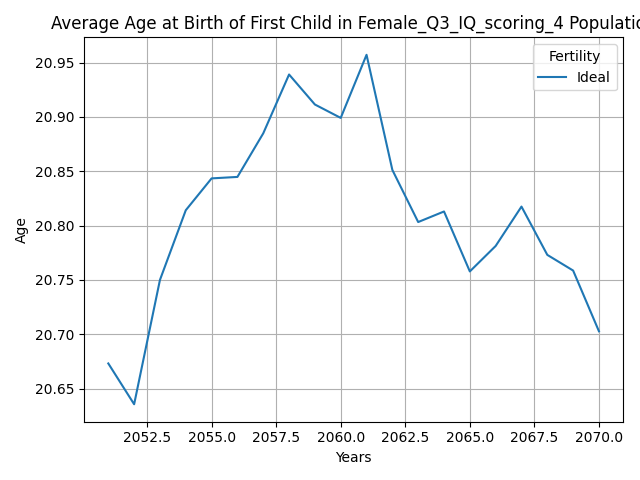 Average Age at Birth of First Child in Female_Q3_IQ_scoring_4 Populatio
Fertility
Ideal
Age
20.95
20.90
20.85
20.80
20.75
20.70
20.65
2052.5 2055.0 2057.5 2060.0 2062.5 2065.0 2067.5 2070.0
Years